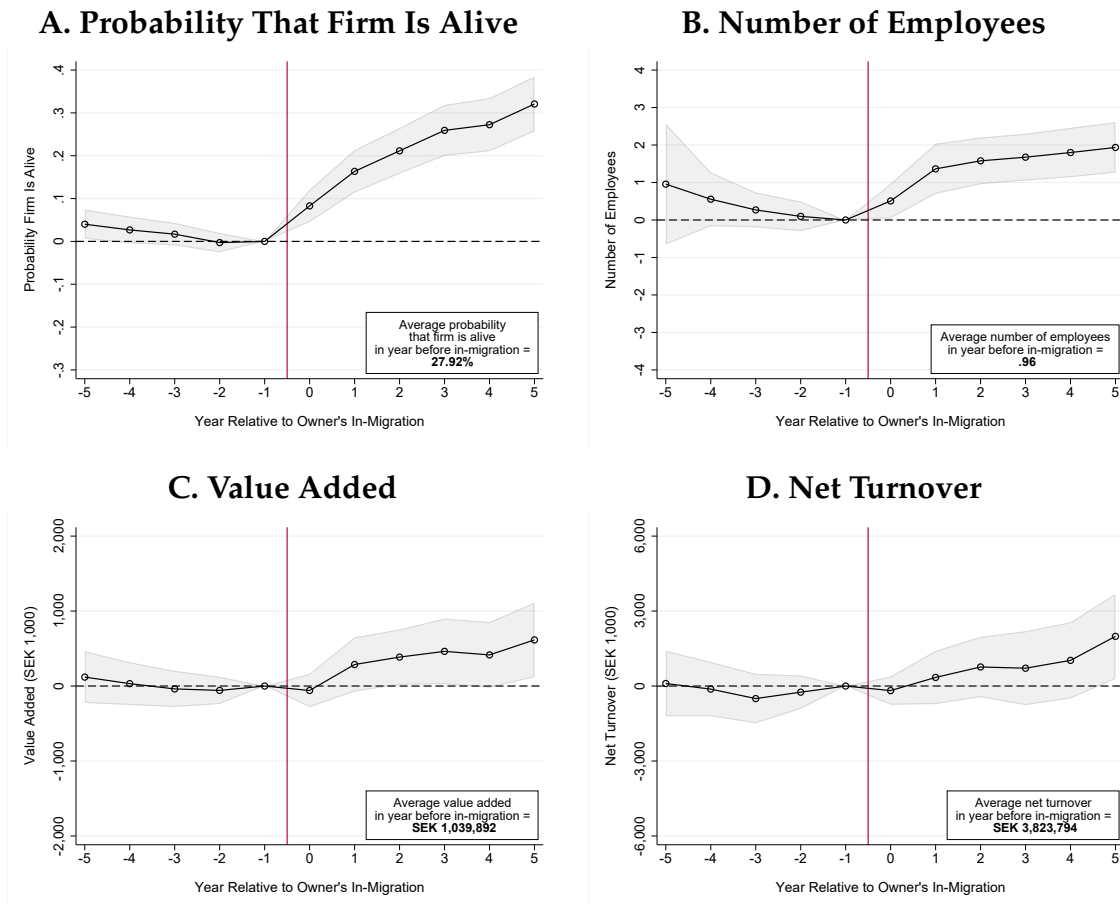 A. Probability That Firm Is Alive
Probability Firm Is Alive
.4
.3
.2
.1
0
-.1
-.2
-.3
Average probability
that firm is alive
in year before in-migration =
27.92%
-5 -4 -3 -2 -1 0 1 2 3 4 5
Year Relative to Owner's In-Migration
B. Number of Employees
Number of Employees
4
3
2
1
0
-1
-2
-3
-4
Average number of employees
in year before in-migration =
.96
-5 -4 -3 -2 -1 0 1 2 3 4 5
Year Relative to Owner's In-Migration
C. Value Added
Value Added (SEK 1,000)
2,000
1,000
0
-1,000
-2,000
Average value added
in year before in-migration =
SEK 1,039,892
-5 -4 -3 -2 -1 0 1 2 3 4 5
Year Relative to Owner's In-Migration
D. Net Turnover
Net Turnover (SEK 1,000)
6,000
3,000
0
-3,000
-6,000
Average net turnover
in year before in-migration =
SEK 3,823,794
-5 -4 -3 -2 -1 0 1 2 3 4 5
Year Relative to Owner's In-Migration